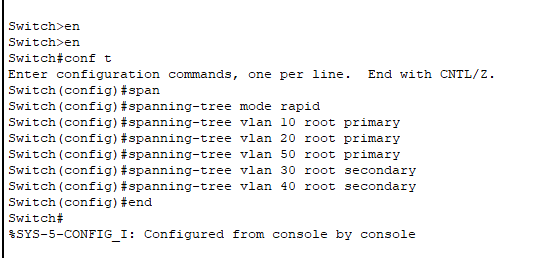 Switch>en
Switch>en
Switch#conf t
Enter configuration commands, one per line.  End with CNTL/Z.
Switch(config)#span
Switch(config)#spanning-tree mode rapid
Switch(config)#spanning-tree vlan 10 root primary
Switch(config)#spanning-tree vlan 20 root primary
Switch(config)#spanning-tree vlan 50 root primary
Switch(config)#spanning-tree vlan 30 root secondary
Switch(config)#spanning-tree vlan 40 root secondary
Switch(config)#end
Switch#
%SYS-5-CONFIG_I: Configured from console by console